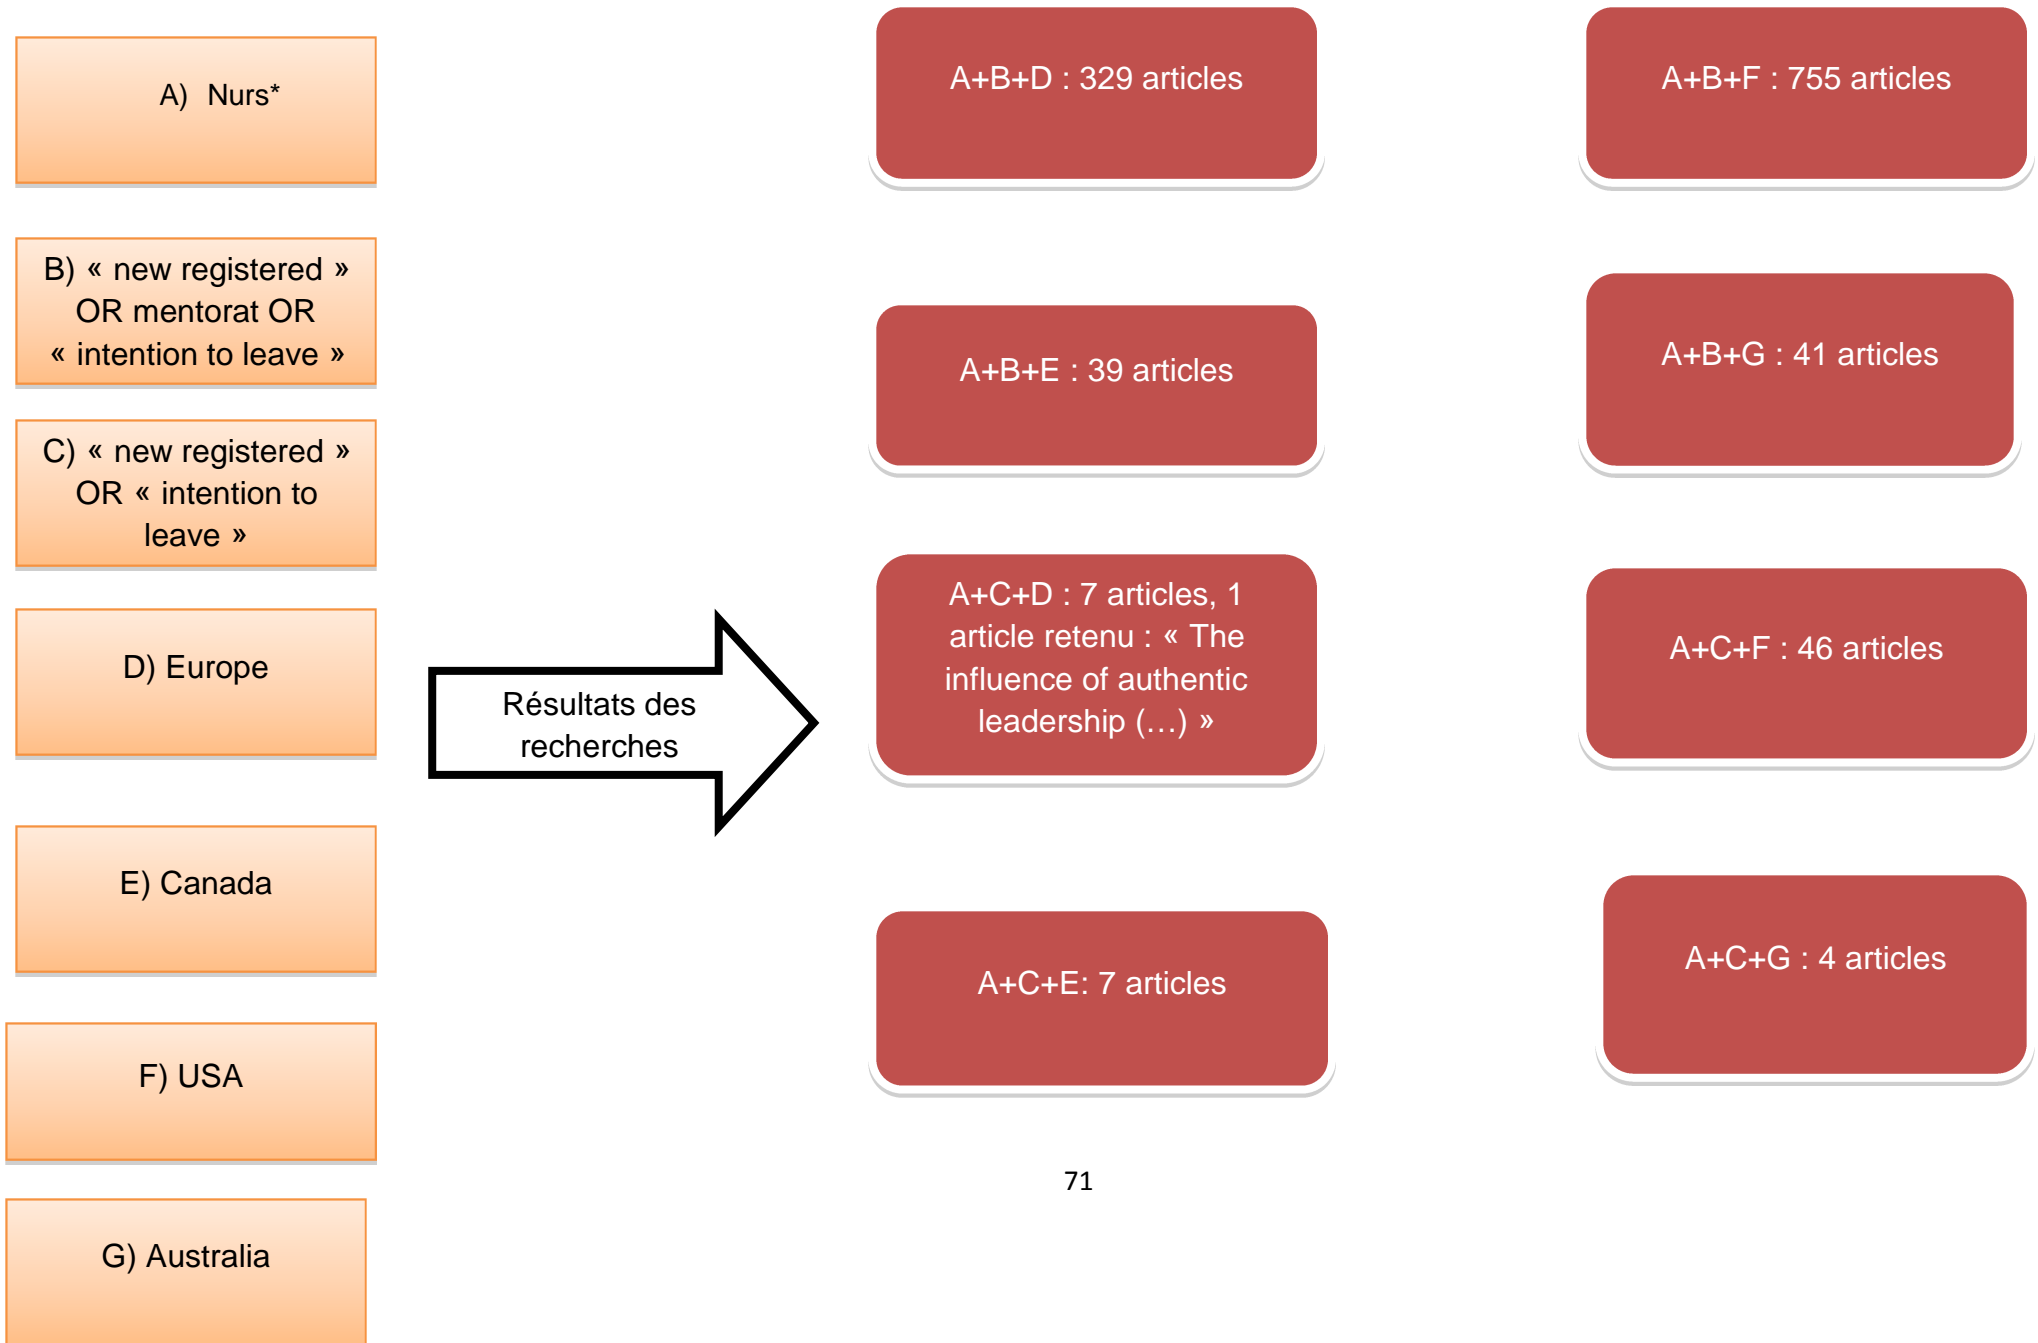 A) Nurs*
B) « new registered »
OR mentorat OR
« intention to leave »
C) « new registered »
OR « intention to
leave »
D) Europe
E) Canada
F) USA
G) Australia
Résultats des
recherches
A+B+D : 329 articles
A+B+E : 39 articles
A+C+D : 7 articles, 1
article retenu : « The
influence of authentic
leadership (…) »
A+C+E: 7 articles
A+B+F : 755 articles
A+B+G : 41 articles
A+C+F : 46 articles
A+C+G : 4 articles
71